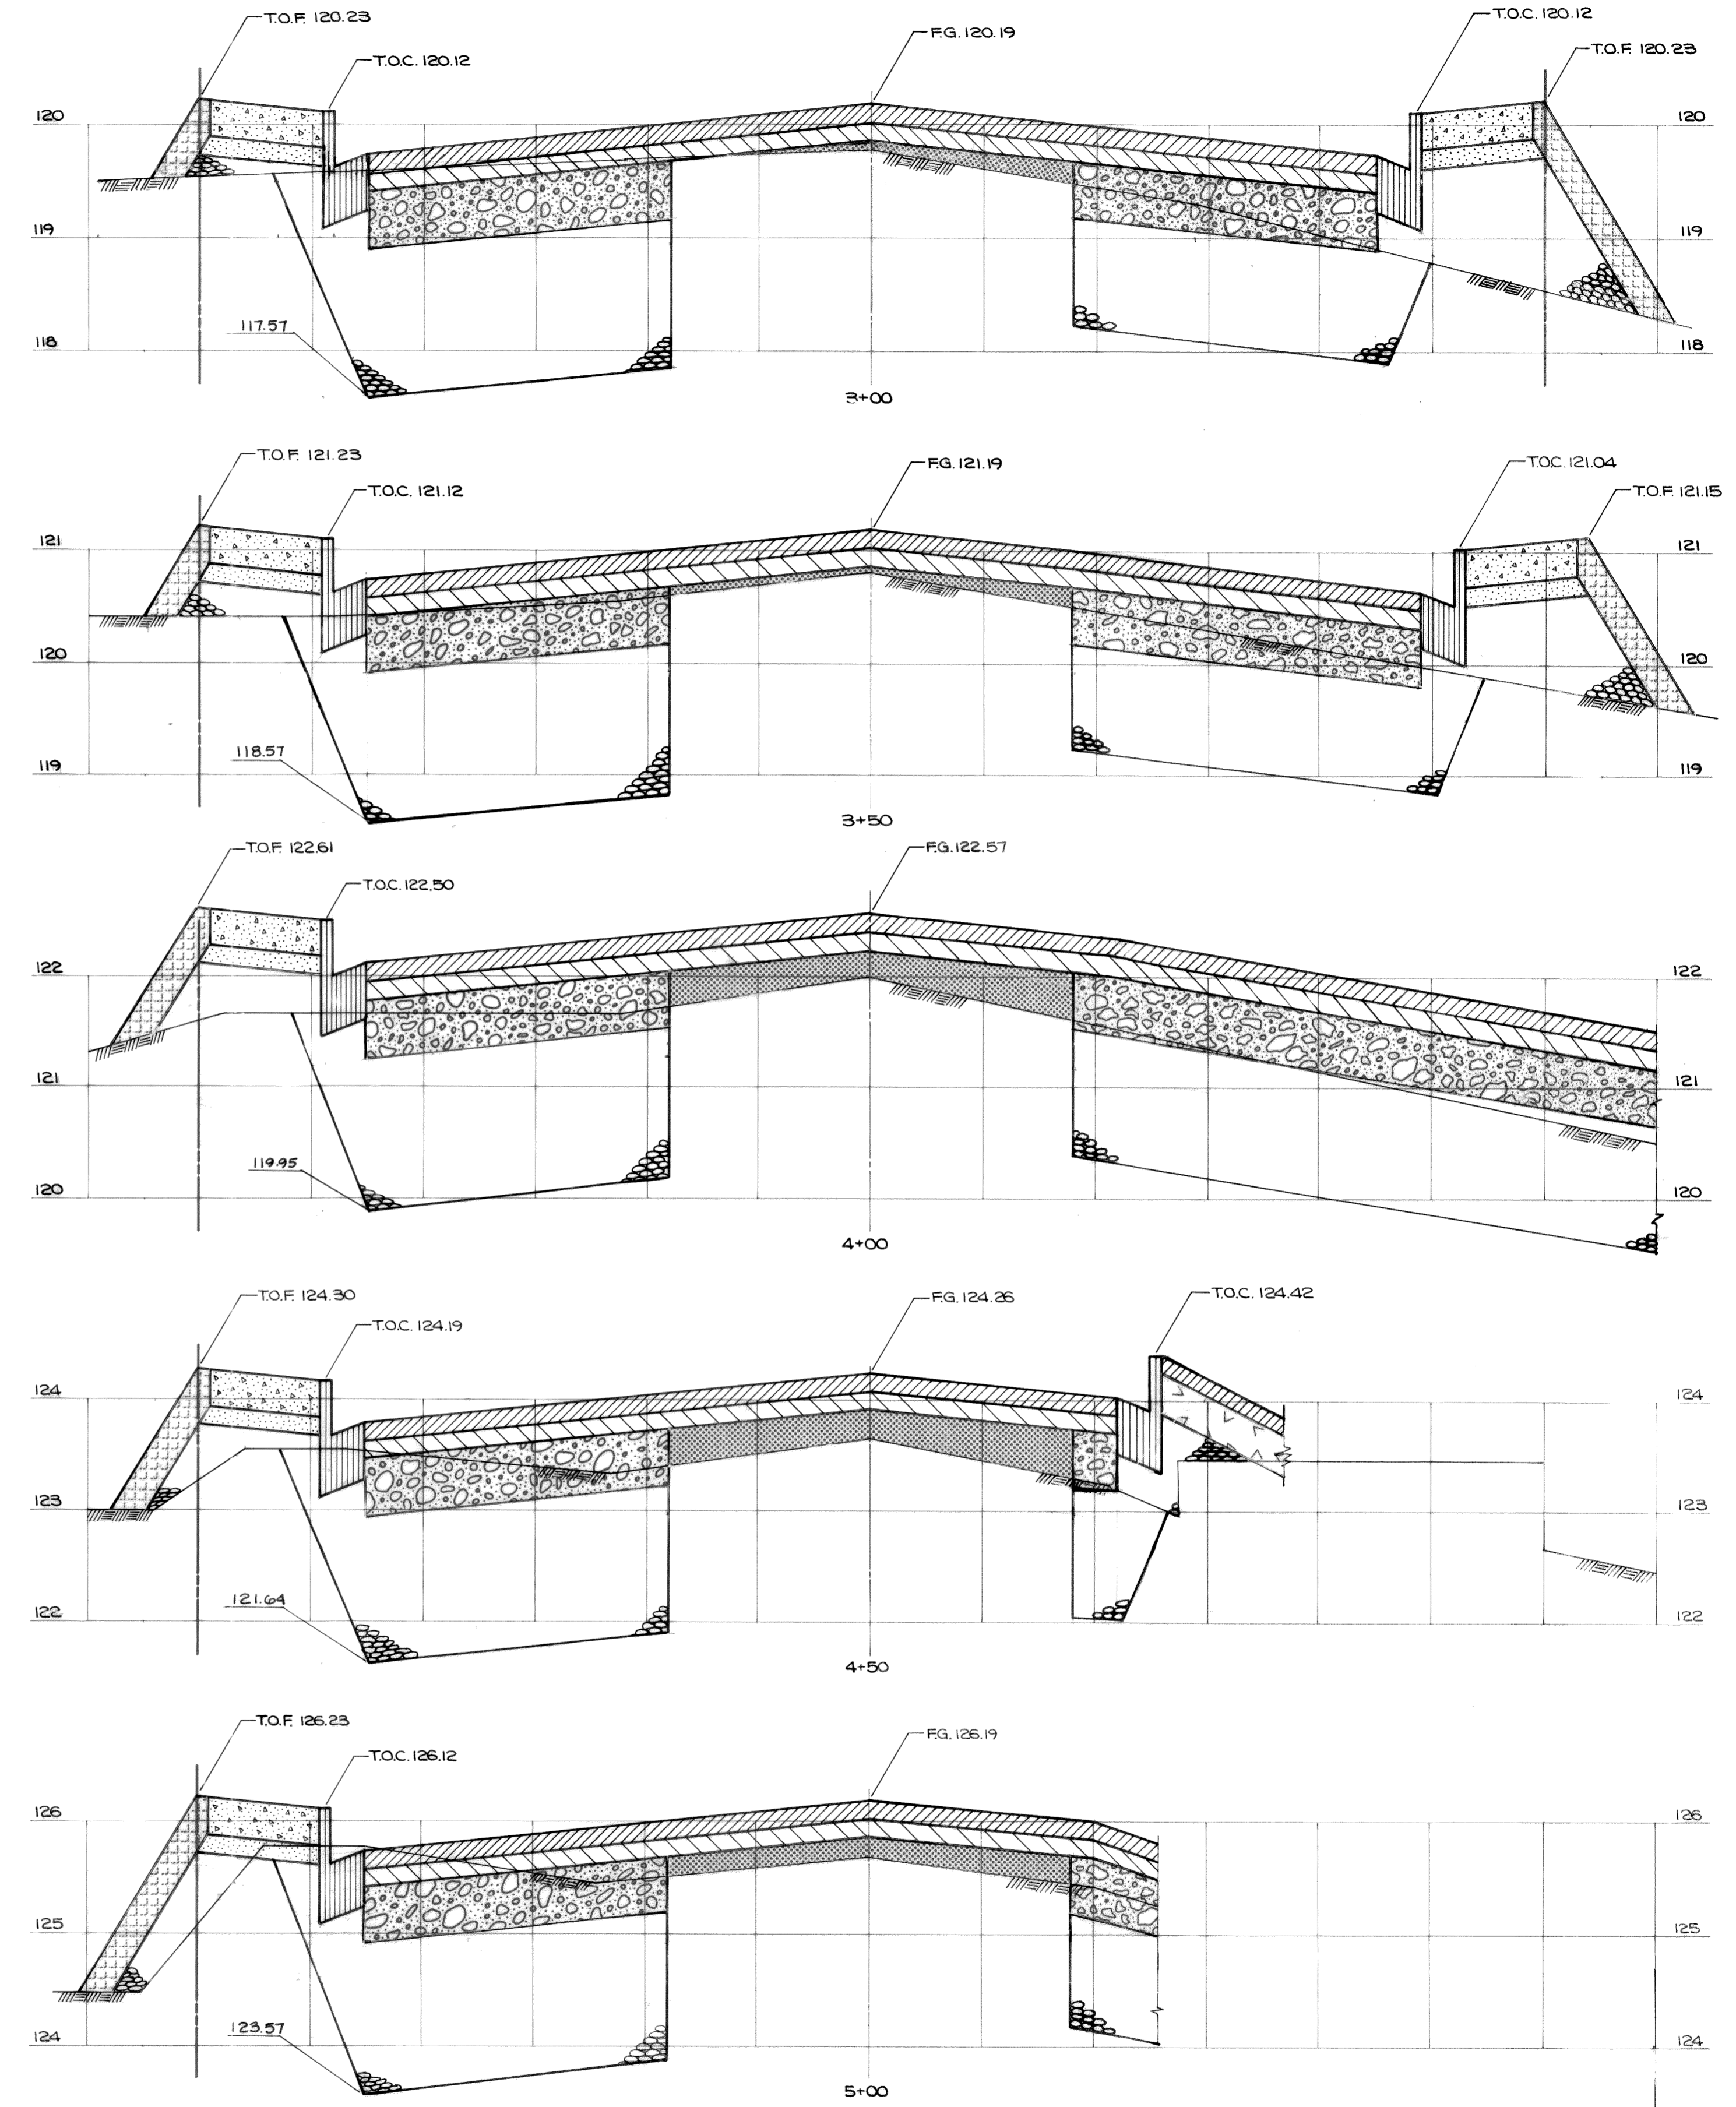 T.O.F. 120.23
T.O.C. 120.12
F.G. 120.19
T.O.C. 120.12
T.O.F. 120.23
120
120
119
119
117.57
118
118
3+00
T.O.F. 121.23
T.O.C. 121.12
F.G. 121.19
T.O.C. 121.04
T.O.F. 121.15
121
121
120
120
118.57
119
119
3+50
T.O.F. 122.61
T.O.C. 122.50
F.G. 122.57
122
122
121
121
119.95
120
120
4+00
T.O.F. 124.30
T.O.C. 124.19
F.G. 124.26
T.O.C. 124.42
124
124
123
123
121.64
122
122
4+50
T.O.F. 126.23
T.O.C. 126.12
F.G. 126.19
126
126
125
125
123.57
124
124
5+00